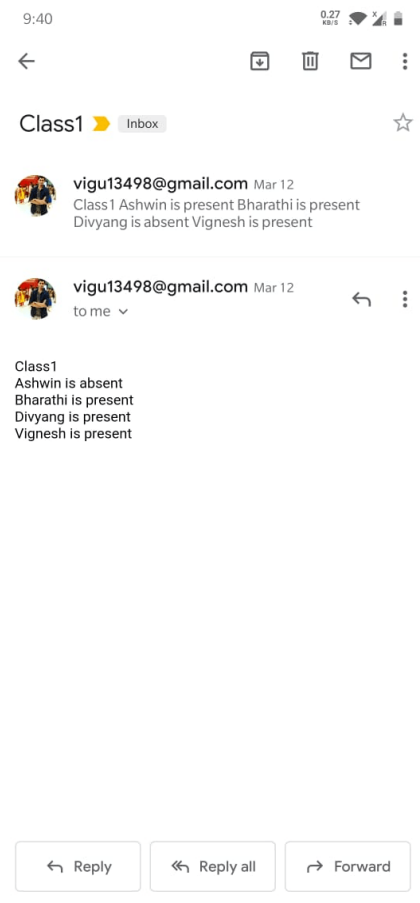 9:40
0.27
KB/S
X
R
Class1
Inbox
vigu13498@gmail.com Mar 12
Class1 Ashwin is present Bharathi is present
Divyang is absent Vignesh is present
vigu13498@gmail.com Mar 12
to me
Class1
Ashwin is absent
Bharathi is present
Divyang is present
Vignesh is present
Reply
Reply all
Forward